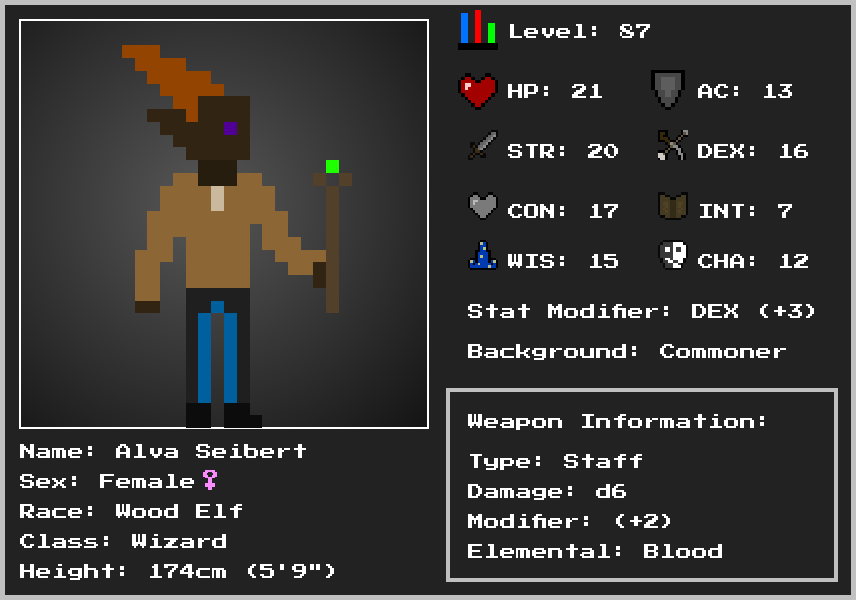 Level: 87
HP: 21
AC: 13
STR: 20
DEX: 16
CON: 17
INT: 7
WIS: 15
CHA: 12
Stat Modifier: DEX (+3)
Background: Commoner
Weapon Information:
Type: Staff
Damage: d6
Modifier: (+2)
Elemental: Blood
Name: Alva Seibert
Sex: Female♀
Race: Wood Elf
Class: Wizard
Height: 174cm (5'9")